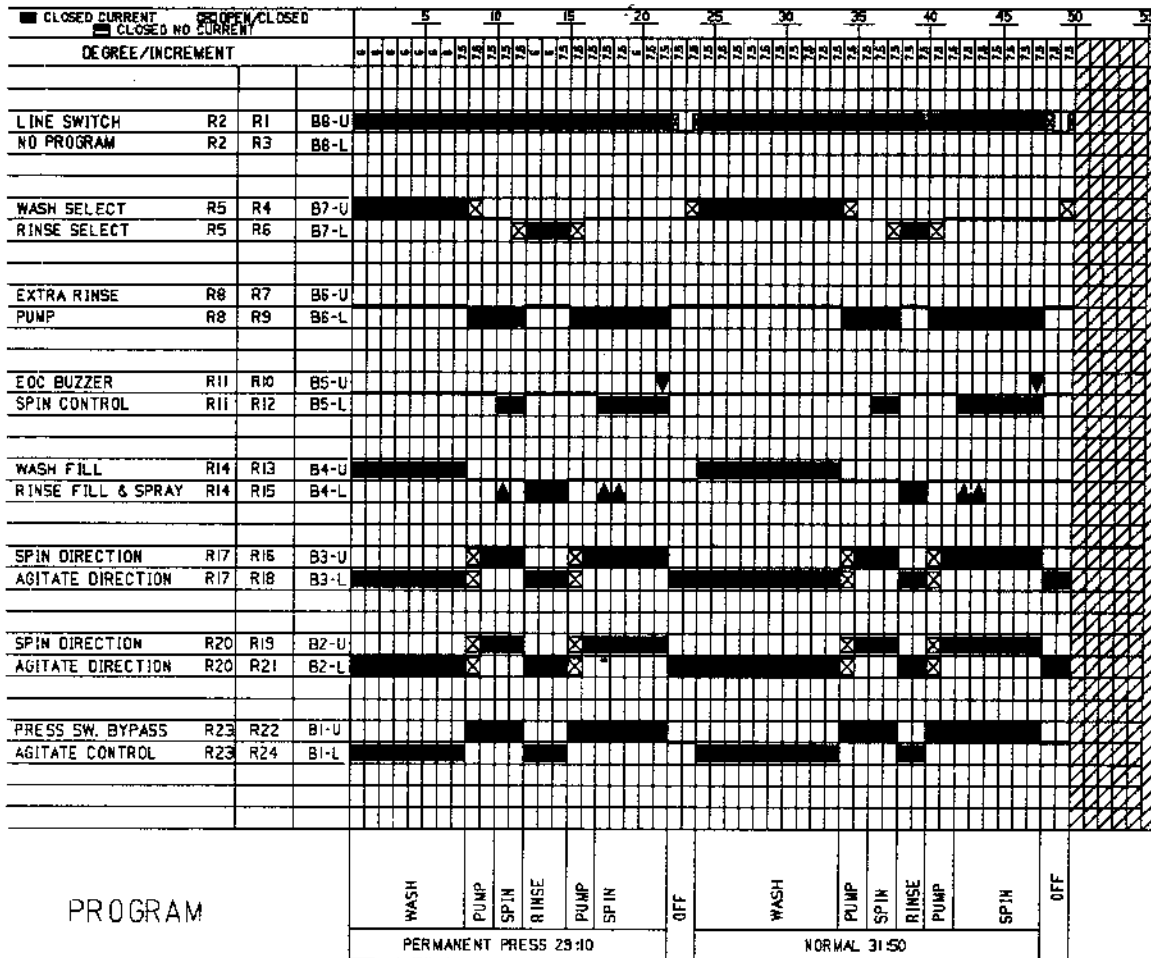 CLOSED CURRENT OPEN/CLOSED
CLOSED NO CURRENT
5 10 15 20 25 30 35 40 45 50 55
DEGREE/INCREMENT
LINE SWITCH R2 R1 B8-U
NO PROGRAM R2 R3 B8-L
WASH SELECT R5 R4 B7-U
RINSE SELECT R5 R6 B7-L
EXTRA RINSE R8 R7 B6-U
PUMP R8 R9 B6-L
EOC BUZZER R11 R10 B5-U
SPIN CONTROL R11 R12 B5-L
WASH FILL R14 R13 B4-U
RINSE FILL & SPRAY R14 R15 B4-L
SPIN DIRECTION R17 R16 B3-U
AGITATE DIRECTION R17 R18 B3-L
SPIN DIRECTION R20 R19 B2-U
AGITATE DIRECTION R20 R21 B2-L
PRESS SW. BYPASS R23 R22 B1-U
AGITATE CONTROL R23 R24 B1-L
PROGRAM
WASH PUMP SPIN RINSE PUMP SPIN OFF WASH PUMP SPIN RINSE PUMP SPIN OFF
PERMANENT PRESS 29:10 NORMAL 31:50